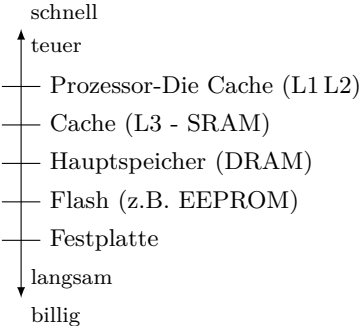 schnell
teuer
Prozessor-Die Cache (L1 L2)
Cache (L3 - SRAM)
Hauptspeicher (DRAM)
Flash (z.B. EEPROM)
Festplatte
langsam
billig